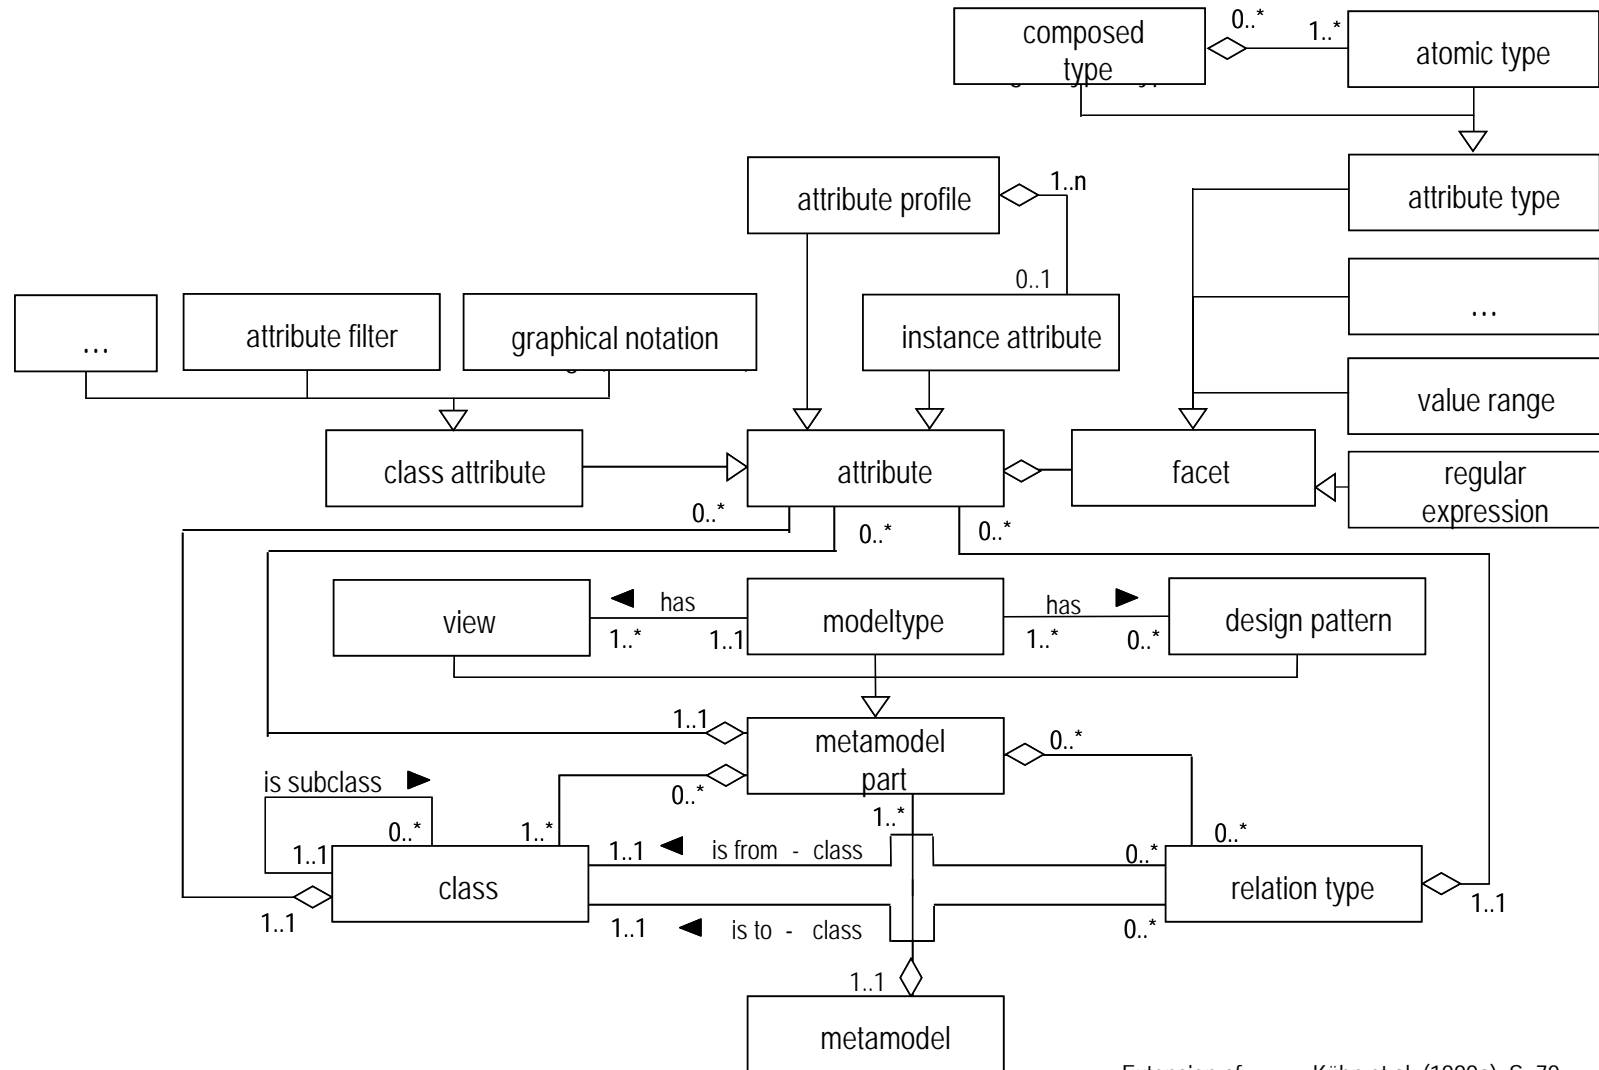 composed
type
0..*
1..*
atomic type
attribute profile
1..n
attribute type
0..1
...
attribute filter
graphical notation
instance attribute
...
value range
class attribute
attribute
facet
regular
expression
0..*
0..*
0..*
view
has
1..*
1..1
modeltype
has
1..*
0..*
design pattern
1..1
metamodel
part
0..*
is subclass
0..*
1..*
0..*
1..*
0..*
1..1
1..1
is from - class
0..*
class
relation type
1..1
1..1
1..1
is to - class
0..*
1..1
metamodel